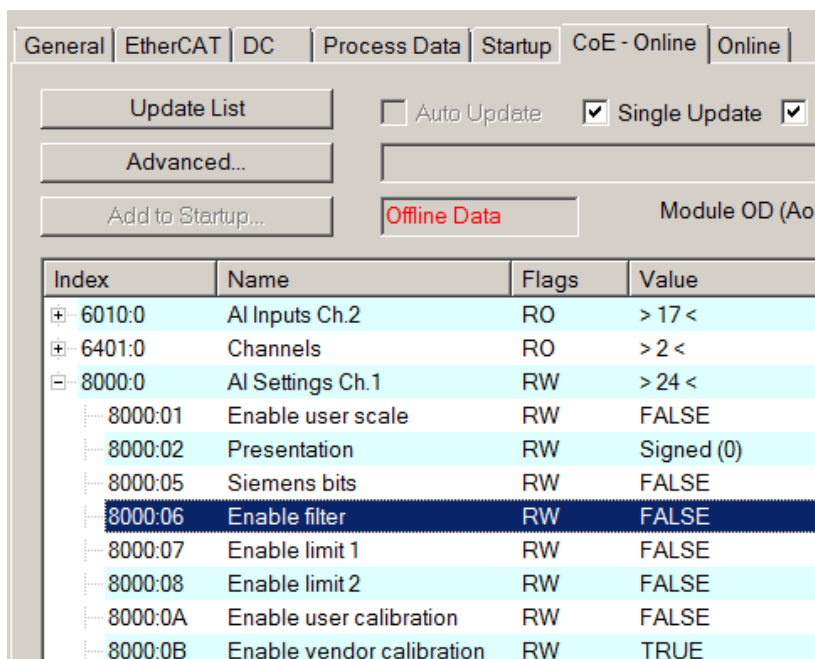 General EtherCAT DC Process Data Startup CoE - Online Online
Update List Auto Update Single Update
Advanced...
Add to Startup... Offline Data Module OD (Ao
Index Name Flags Value
6010:0 AI Inputs Ch.2 RO > 17 <
6401:0 Channels RO > 2 <
8000:0 AI Settings Ch.1 RW > 24 <
8000:01 Enable user scale RW FALSE
8000:02 Presentation RW Signed (0)
8000:05 Siemens bits RW FALSE
8000:06 Enable filter RW FALSE
8000:07 Enable limit 1 RW FALSE
8000:08 Enable limit 2 RW FALSE
8000:0A Enable user calibration RW FALSE
8000:0B Enable vendor calibration RW TRUE